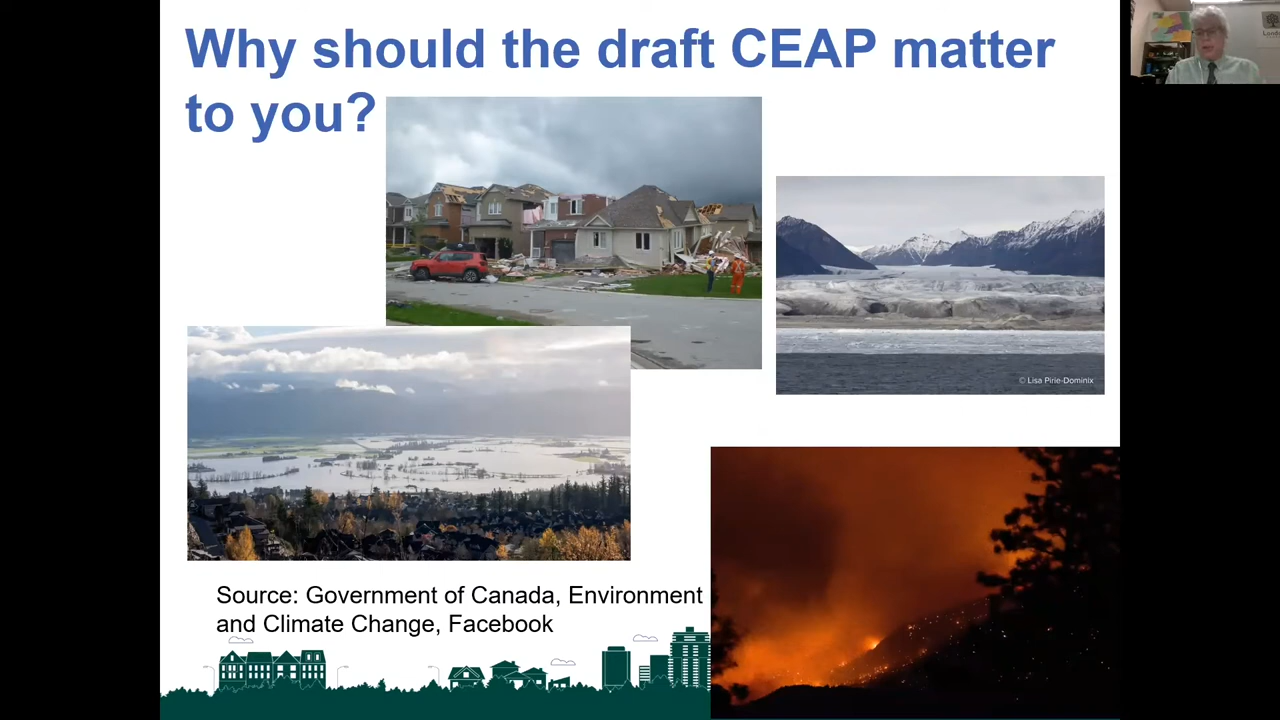 Why should the draft CEAP matter
to you?
© Lisa Pirie-Dominix
Source: Government of Canada, Environment
and Climate Change, Facebook